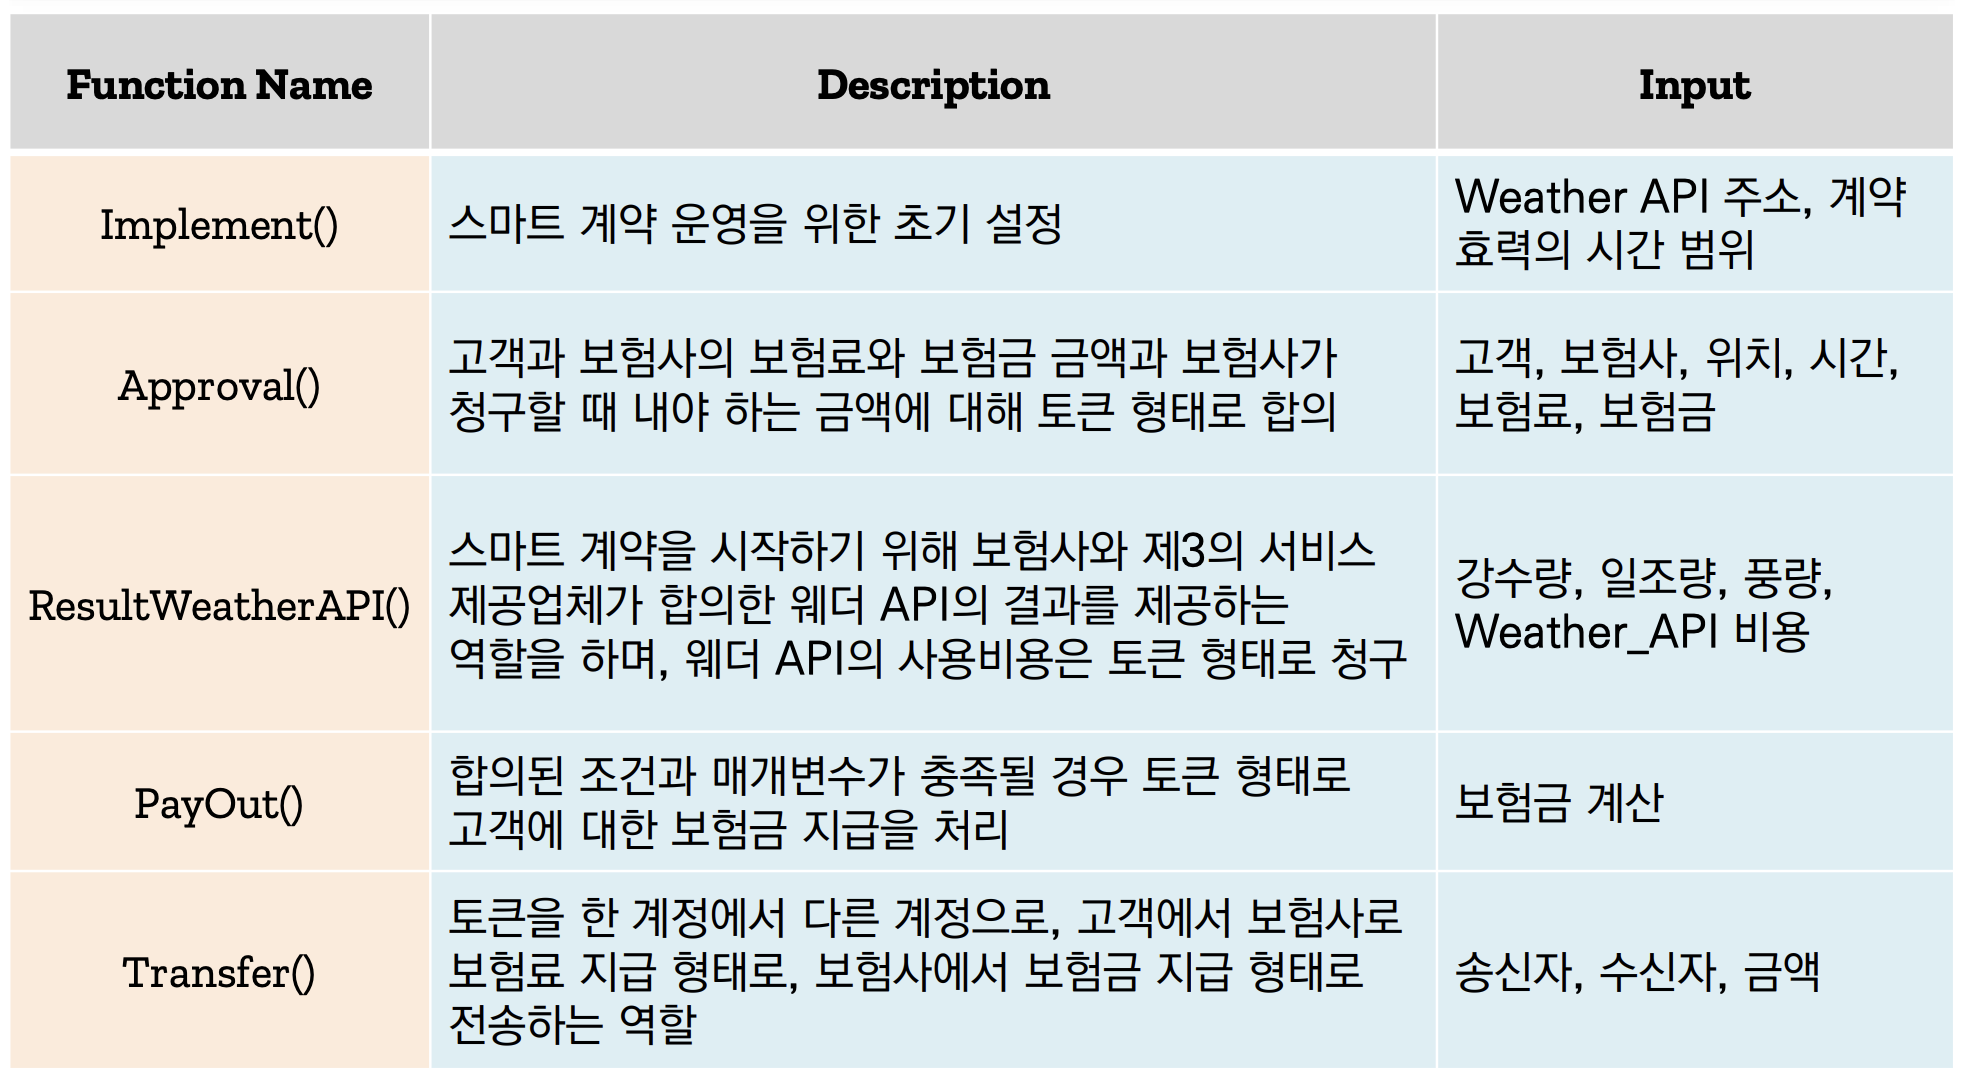 Function Name
Description
Input
Implement()
스마트 계약 운영을 위한 초기 설정
Weather API 주소, 계약
효력의 시간 범위
Approval()
고객과 보험사의 보험료와 보험금 금액과 보험사가
청구할 때 내야 하는 금액에 대해 토큰 형태로 합의
고객, 보험사, 위치, 시간,
보험료, 보험금
ResultWeatherAPI()
스마트 계약을 시작하기 위해 보험사와 제3의 서비스
제공업체가 합의한 웨더 API의 결과를 제공하는
역할을 하며, 웨더 API의 사용비용은 토큰 형태로 청구
강수량, 일조량, 풍량,
Weather_API 비용
PayOut()
합의된 조건과 매개변수가 충족될 경우 토큰 형태로
고객에 대한 보험금 지급을 처리
보험금 계산
Transfer()
토큰을 한 계정에서 다른 계정으로, 고객에서 보험사로
보험료 지급 형태로, 보험사에서 보험금 지급 형태로
전송하는 역할
송신자, 수신자, 금액